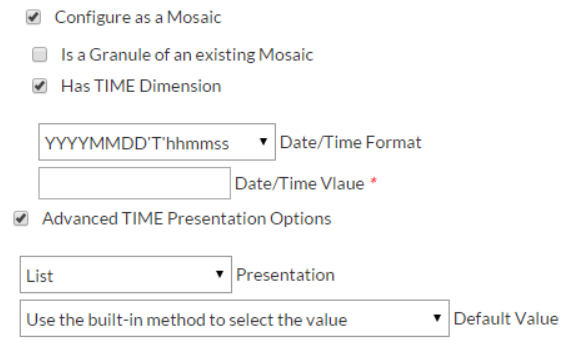 Configure as a Mosaic
Is a Granule of an existing Mosaic
Has TIME Dimension
YYYYMMDD'T'hhmmss Date/Time Format
Date/Time Vlaue *
Advanced TIME Presentation Options
List Presentation
Use the built-in method to select the value Default Value